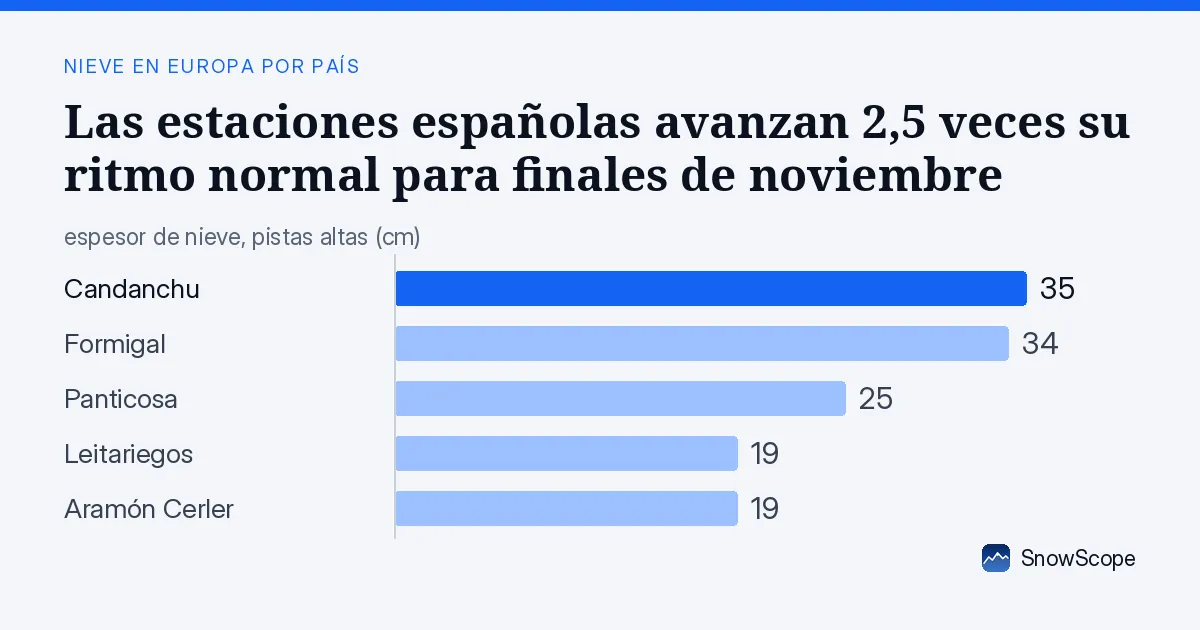 NIEVE EN EUROPA POR PAÍS
Las estaciones españolas avanzan 2,5 veces su
ritmo normal para finales de noviembre
espesor de nieve, pistas altas (cm)
Candanchu 35
Formigal 34
Panticosa 25
Leitariegos 19
Aramón Cerler 19
SnowScope